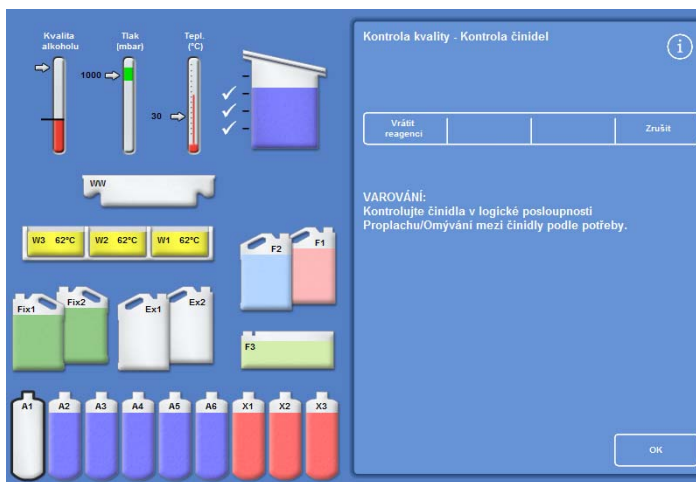 Kvalita
alkoholu
Tlak
(mbar)
Tepl.
(°C)
1000
30
WW
W3 62°C
W2 62°C
W1 62°C
F2
F1
Fix1
Fix2
Ex1
Ex2
F3
A1
A2
A3
A4
A5
A6
X1
X2
X3
Kontrola kvality - Kontrola činidel
i
Vrátit
reagenci
Zrušit
VAROVÁNÍ:
Kontrolujte činidla v logické posloupnosti
Proplachu/Omývání mezi činidly podle potřeby.
OK